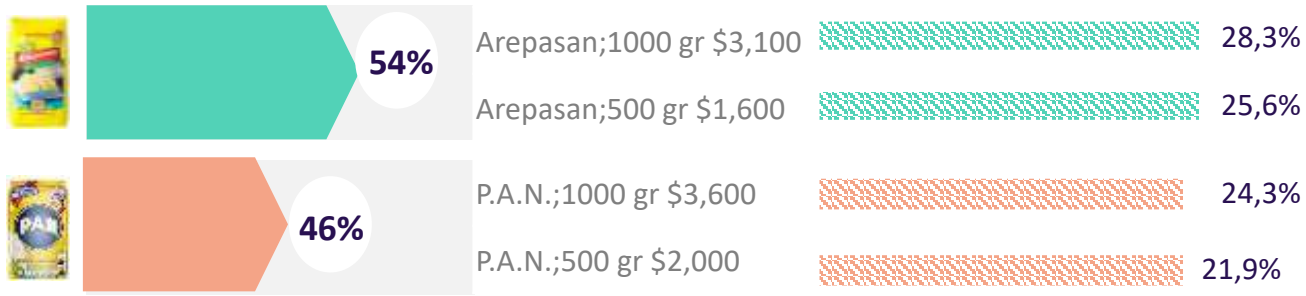 54%
Arepasan;1000 gr $3,100
28,3%
Arepasan;500 gr $1,600
25,6%
46%
P.A.N.;1000 gr $3,600
24,3%
P.A.N.;500 gr $2,000
21,9%
PAN